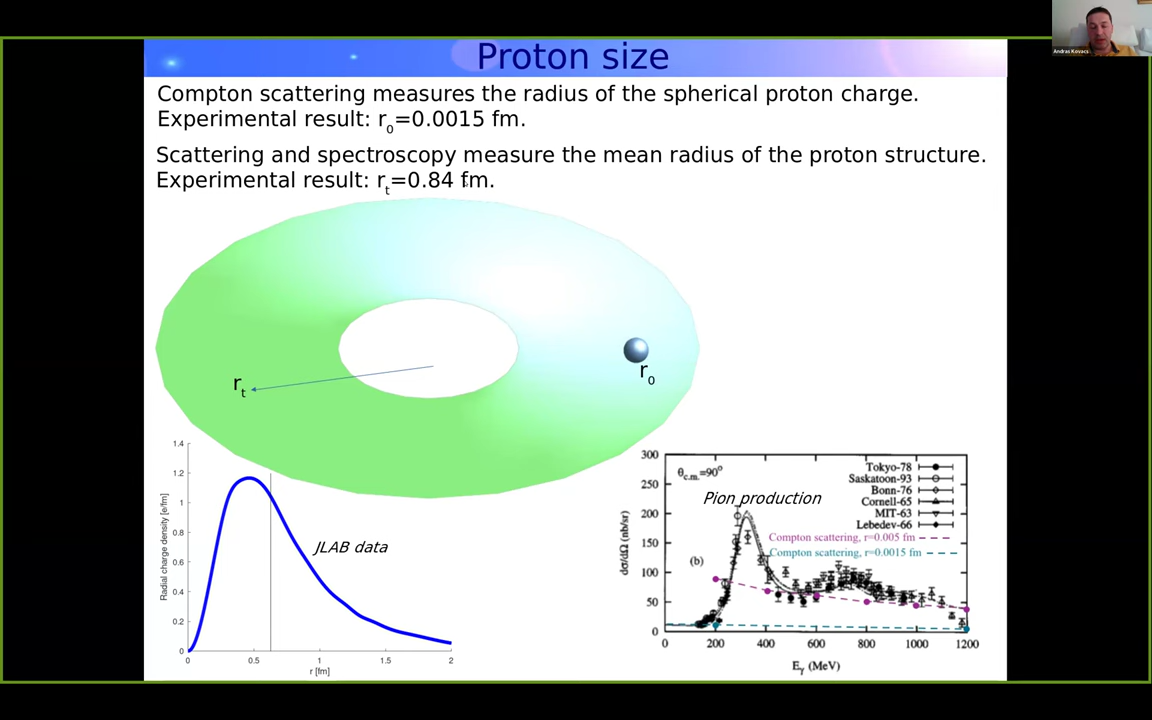 Andras Kovacs
Proton size
Compton scattering measures the radius of the spherical proton charge.
Experimental result: r0=0.0015 fm.
Scattering and spectroscopy measure the mean radius of the proton structure.
Experimental result: rt=0.84 fm.
rt
r0
1.4
1.2
1
0.8
0.6
0.4
0.2
0
Radial charge density [e/fm]
JLAB data
0 0.5 1 1.5 2
r [fm]
300
250
200
150
100
50
0
dσ/dΩ (nb/sr)
θc.m.=90°
Pion production
(b)
Tokyo-78
Saskatoon-93
Bonn-76
Cornell-65
MIT-63
Lebedev-66
Compton scattering, r=0.005 fm
Compton scattering, r=0.0015 fm
0 200 400 600 800 1000 1200
Eγ (MeV)